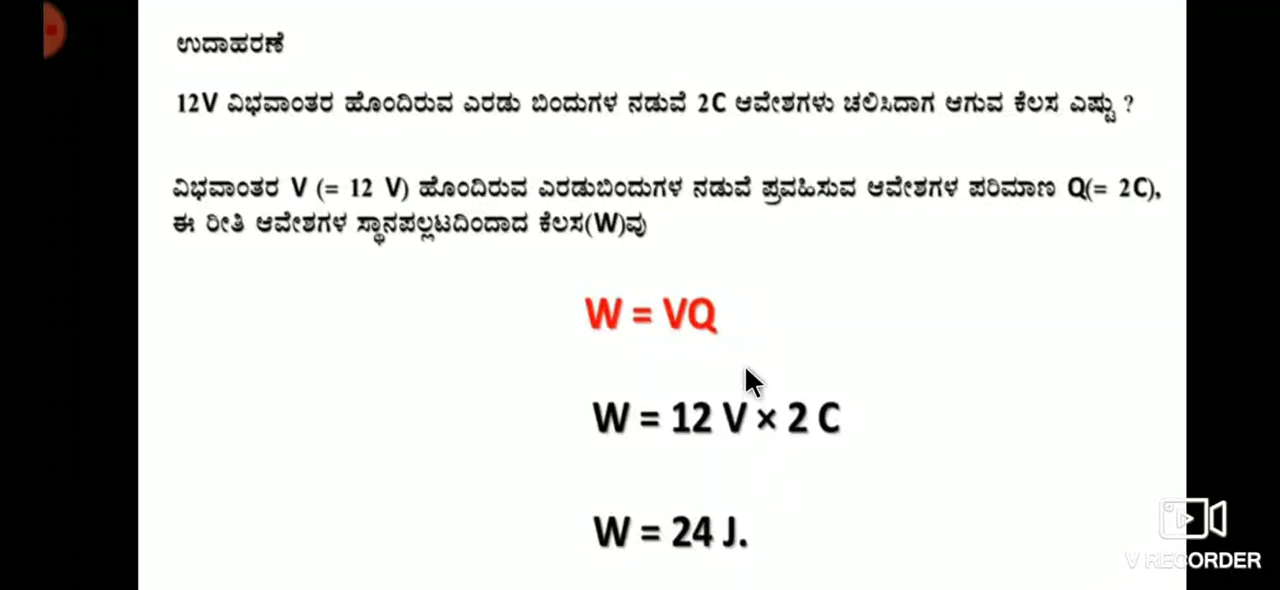 ಉದಾಹರಣೆ
12V ವಿಭವಾಂತರ ಹೊಂದಿರುವ ಎರಡು ಬಿಂದುಗಳ ನಡುವೆ 2C ಆವೇಶಗಳು ಚಲಿಸಿದಾಗ ಆಗುವ ಕೆಲಸ ಎಷ್ಟು ?
ವಿಭವಾಂತರ V (= 12 V) ಹೊಂದಿರುವ ಎರಡುಬಿಂದುಗಳ ನಡುವೆ ಪ್ರವಹಿಸುವ ಆವೇಶಗಳ ಪರಿಮಾಣ Q(= 2C),
ಈ ರೀತಿ ಆವೇಶಗಳ ಸ್ಥಾನಪಲ್ಲಟದಿಂದಾದ ಕೆಲಸ(W)ವು
W = VQ
W = 12 V × 2 C
W = 24 J.
V RECORDER